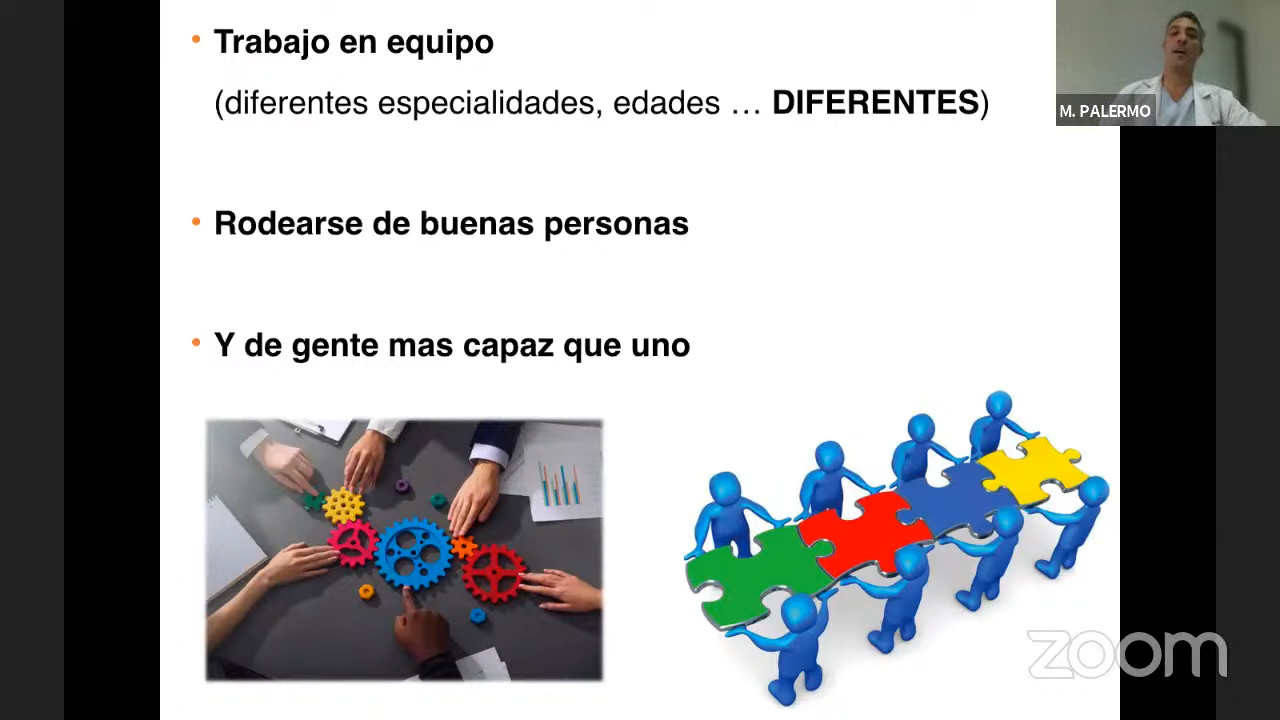 Trabajo en equipo
(diferentes especialidades, edades … DIFERENTES)
M. PALERMO
Rodearse de buenas personas
Y de gente mas capaz que uno
zoom